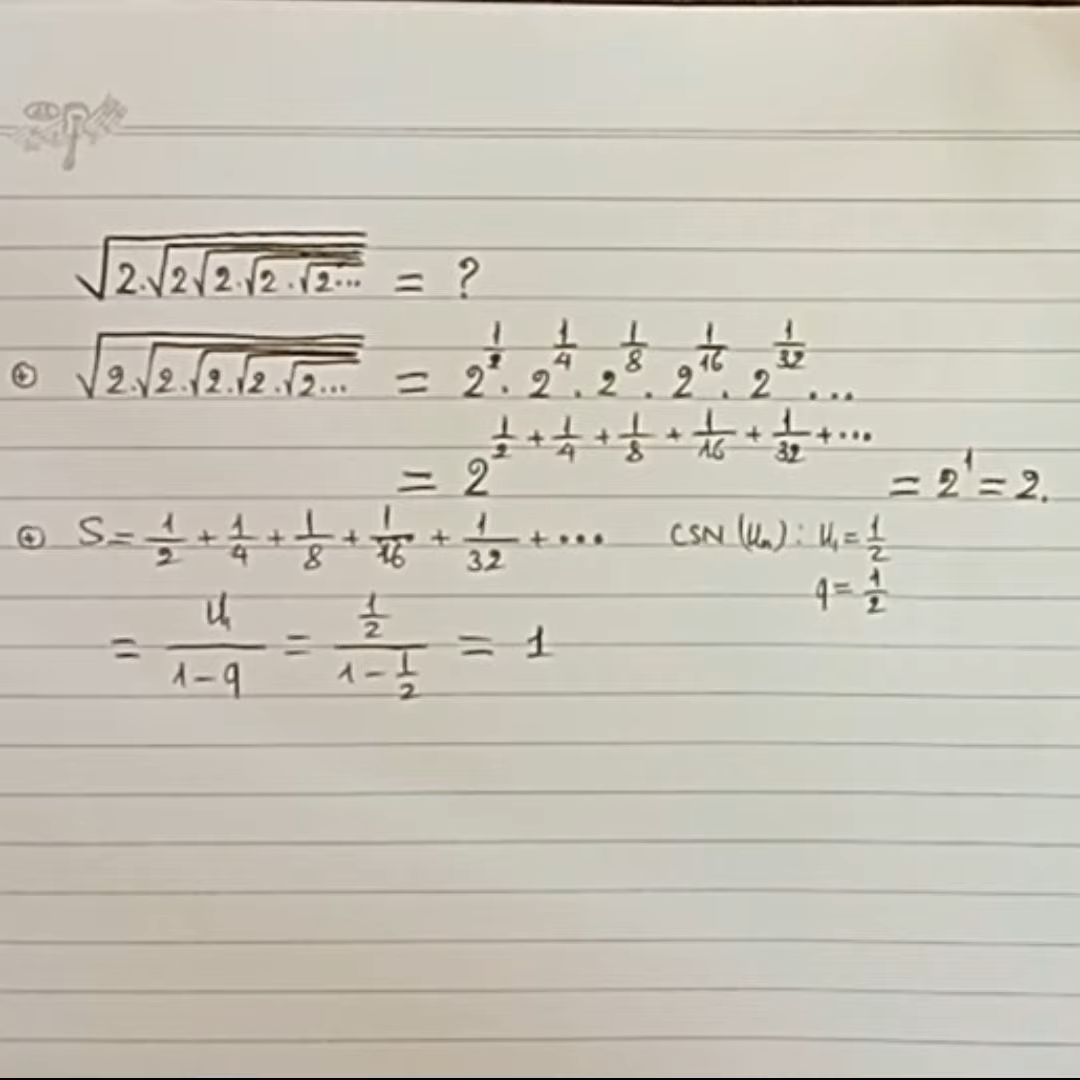 √(2.√(2√(2.√(2.√(2...))))) = ?
⊕ √(2.√(2.√(2.√(2.√(2...))))) = 2^(1/2) . 2^(1/4) . 2^(1/8) . 2^(1/16) . 2^(1/32) ...
= 2^(1/2 + 1/4 + 1/8 + 1/16 + 1/32 + ...) = 2^1 = 2.
⊕ S = 1/2 + 1/4 + 1/8 + 1/16 + 1/32 + ... CSN (Uₙ) : U₁ = 1/2
q = 1/2
= U₁/(1 - q) = (1/2)/(1 - 1/2) = 1